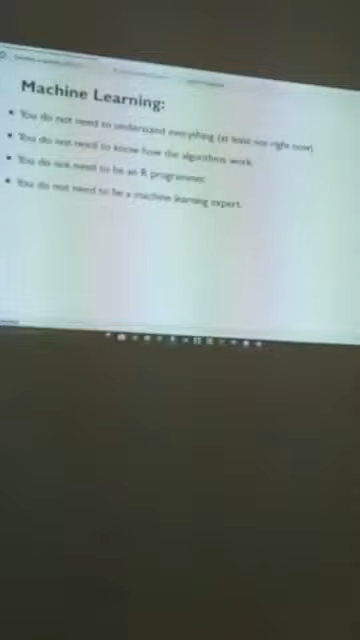 Machine Learning:
• You do not need to understand everything (at least not right now)
• You do not need to know how the algorithms work.
• You do not need to be an R programmer.
• You do not need to be a machine learning expert.